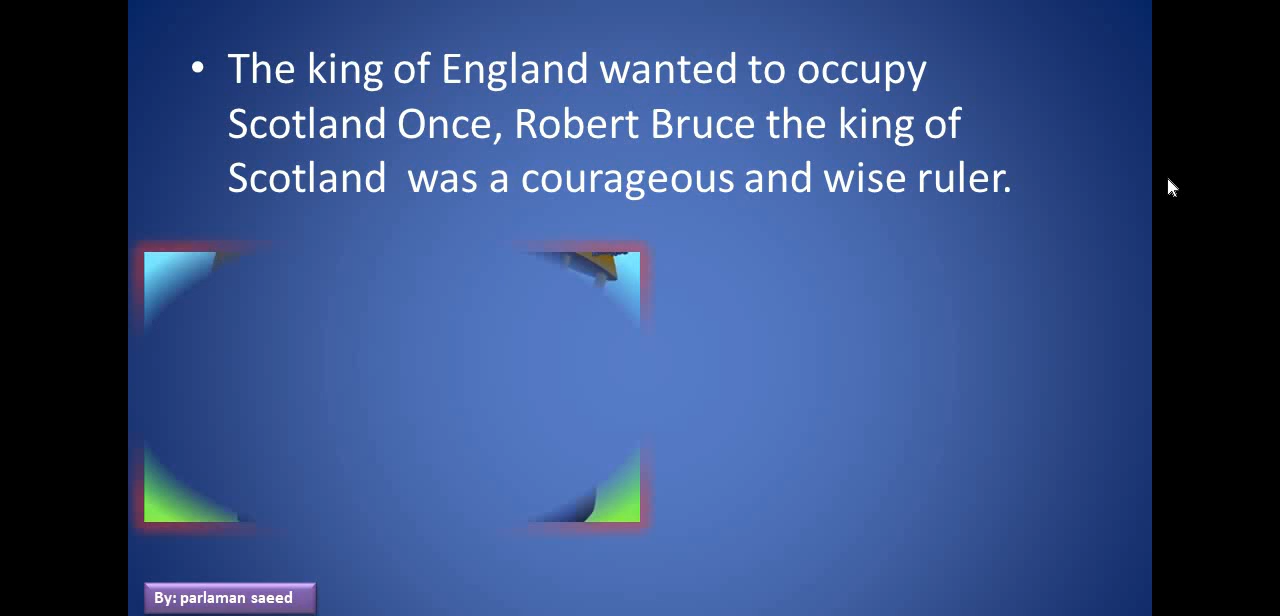 • The king of England wanted to occupy
Scotland Once, Robert Bruce the king of
Scotland  was a courageous and wise ruler.
By: parlaman saeed